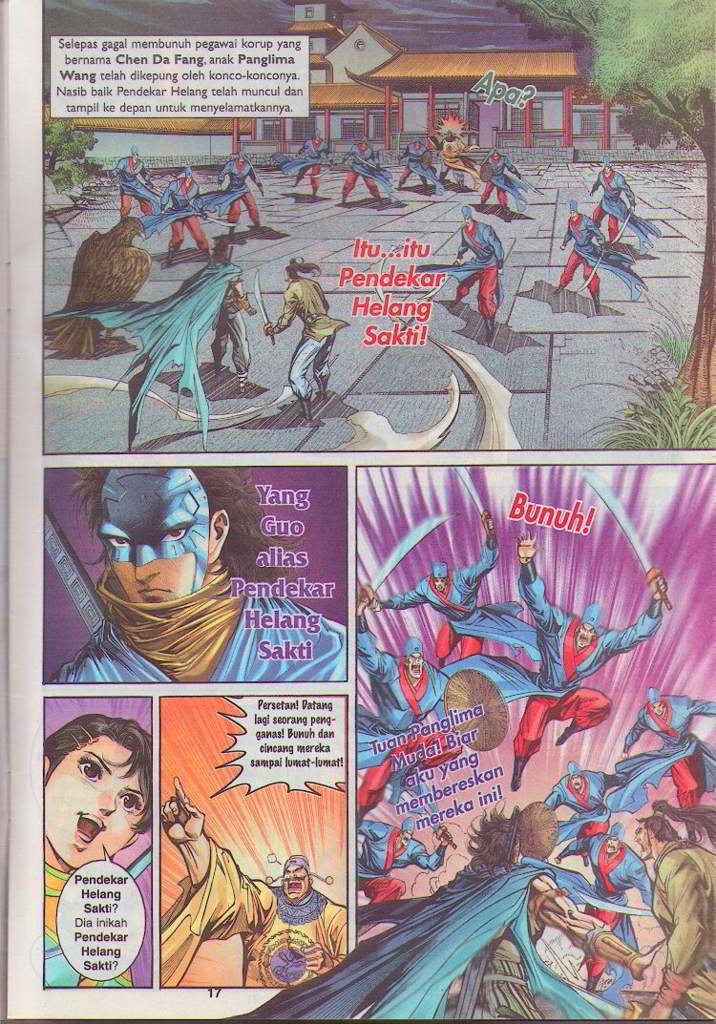 Selepas gagal membunuh pegawai korup yang
bernama Chen Da Fang, anak Panglima
Wang telah dikepung oleh konco-konconya.
Nasib baik Pendekar Helang telah muncul dan
tampil ke depan untuk menyelamatkannya.
Apa?
Itu...itu
Pendekar
Helang
Sakti!
Yang
Guo
alias
Pendekar
Helang
Sakti
Bunuh!
Tuan Panglima
Muda! Biar
aku yang
membereskan
mereka ini!
Pendekar
Helang
Sakti?
Dia inikah
Pendekar
Helang
Sakti?
Persetan! Datang
lagi seorang peng-
ganas! Bunuh dan
cincang mereka
sampai lumat-lumat!
17